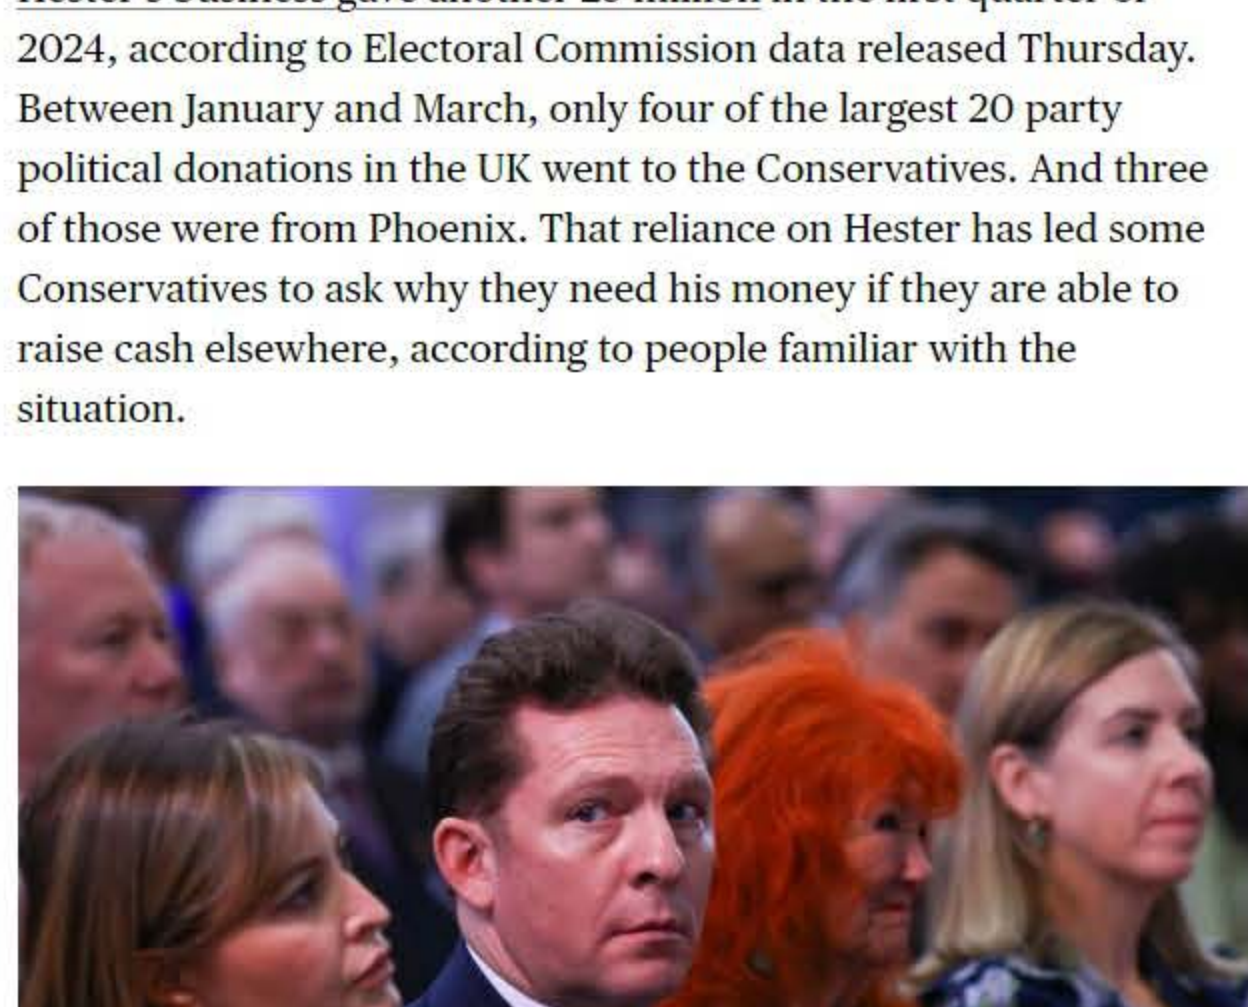 2024, according to Electoral Commission data released Thursday.
Between January and March, only four of the largest 20 party
political donations in the UK went to the Conservatives. And three
of those were from Phoenix. That reliance on Hester has led some
Conservatives to ask why they need his money if they are able to
raise cash elsewhere, according to people familiar with the
situation.